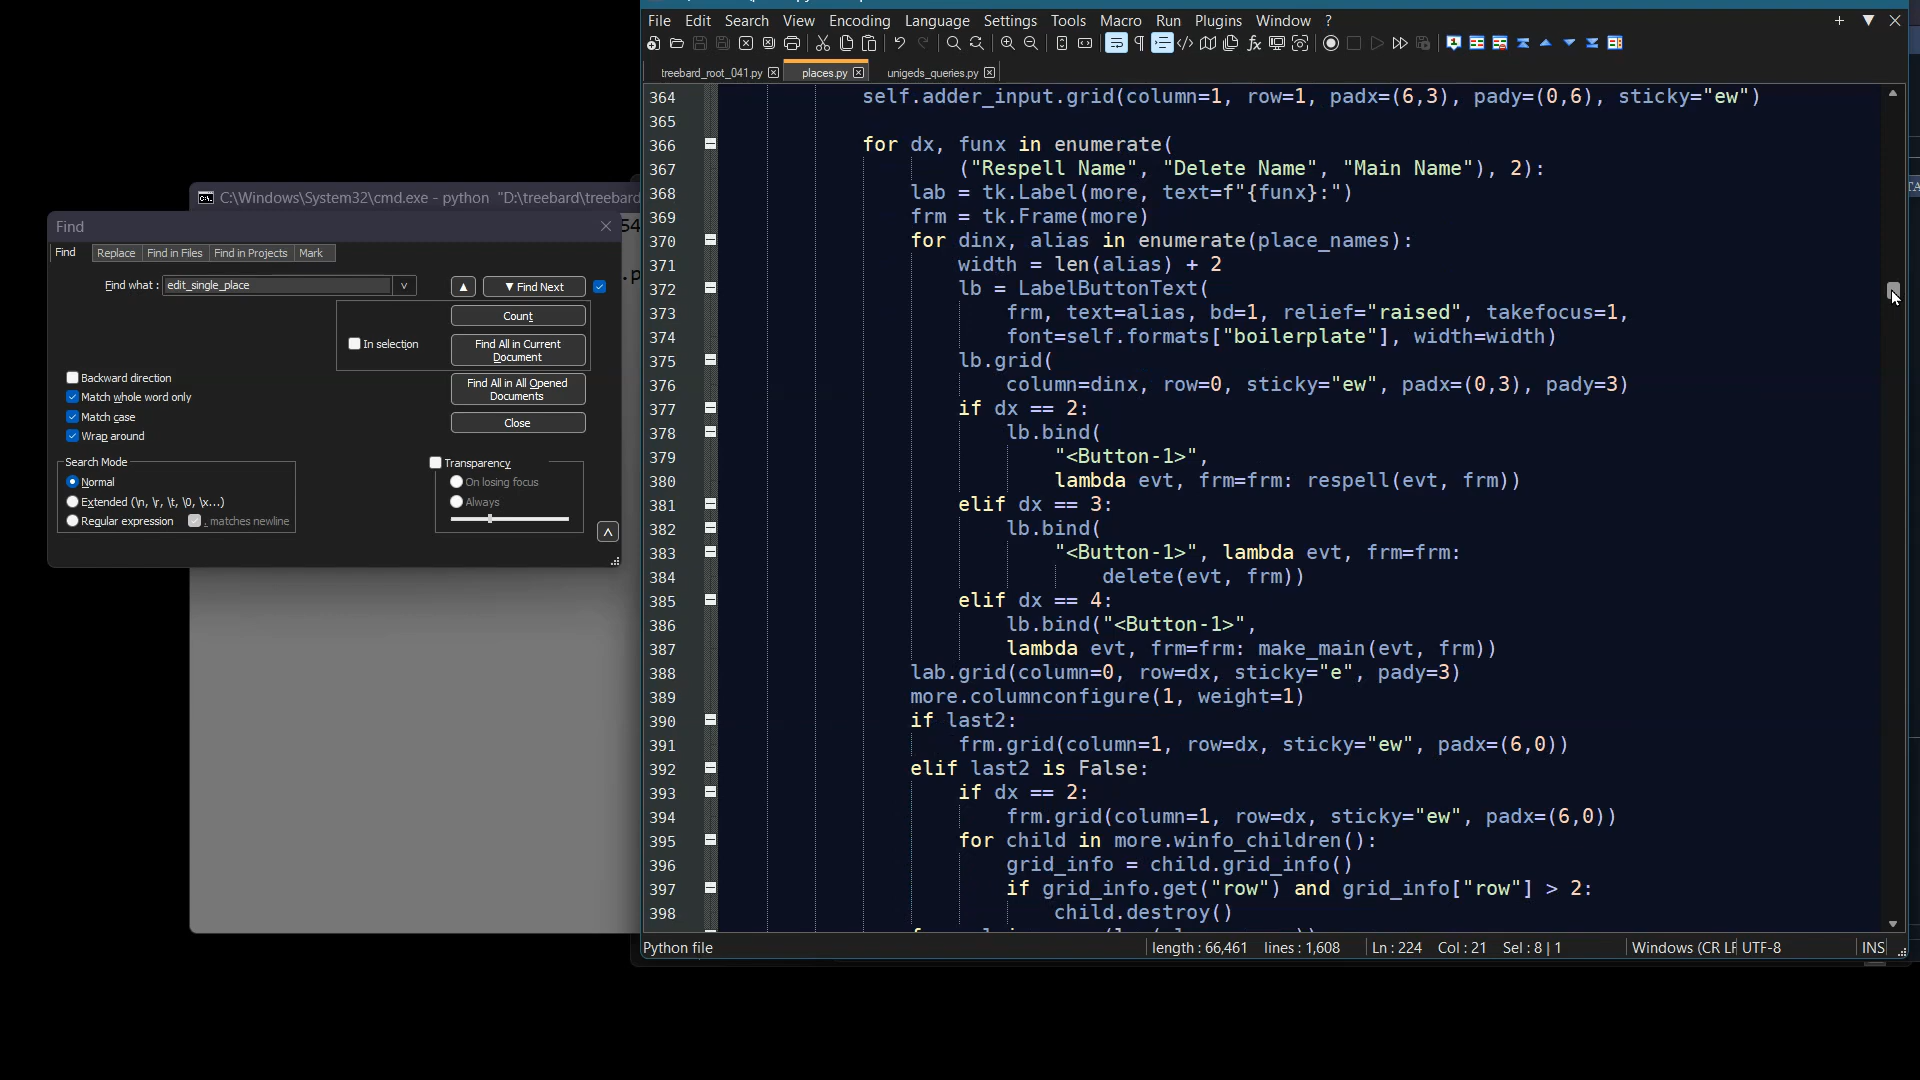 File Edit Search View Encoding Language Settings Tools Macro Run Plugins Window ?
treebard_root_041.py places.py unigeds_queries.py
C:\Windows\System32\cmd.exe - python "D:\treebard\treebard
Find
Find Replace Find in Files Find in Projects Mark
Find what : edit_single_place
▼ Find Next
Count
In selection
Find All in Current
Document
Find All in All Opened
Documents
Close
Backward direction
Match whole word only
Match case
Wrap around
Search Mode
Normal
Extended (\n, \r, \t, \0, \x...)
Regular expression . matches newline
Transparency
On losing focus
Always
54
.p
364 self.adder_input.grid(column=1, row=1, padx=(6,3), pady=(0,6), sticky="ew")
365
366 for dx, funx in enumerate(
367 ("Respell Name", "Delete Name", "Main Name"), 2):
368 lab = tk.Label(more, text=f"{funx}:")
369 frm = tk.Frame(more)
370 for dinx, alias in enumerate(place_names):
371 width = len(alias) + 2
372 lb = LabelButtonText(
373 frm, text=alias, bd=1, relief="raised", takefocus=1,
374 font=self.formats["boilerplate"], width=width)
375 lb.grid(
376 column=dinx, row=0, sticky="ew", padx=(0,3), pady=3)
377 if dx == 2:
378 lb.bind(
379 "<Button-1>",
380 lambda evt, frm=frm: respell(evt, frm))
381 elif dx == 3:
382 lb.bind(
383 "<Button-1>", lambda evt, frm=frm:
384 delete(evt, frm))
385 elif dx == 4:
386 lb.bind("<Button-1>",
387 lambda evt, frm=frm: make_main(evt, frm))
388 lab.grid(column=0, row=dx, sticky="e", pady=3)
389 more.columnconfigure(1, weight=1)
390 if last2:
391 frm.grid(column=1, row=dx, sticky="ew", padx=(6,0))
392 elif last2 is False:
393 if dx == 2:
394 frm.grid(column=1, row=dx, sticky="ew", padx=(6,0))
395 for child in more.winfo_children():
396 grid_info = child.grid_info()
397 if grid_info.get("row") and grid_info["row"] > 2:
398 child.destroy()
Python file length : 66,461 lines : 1,608 Ln : 224 Col : 21 Sel : 8 | 1 Windows (CR LF UTF-8 INS